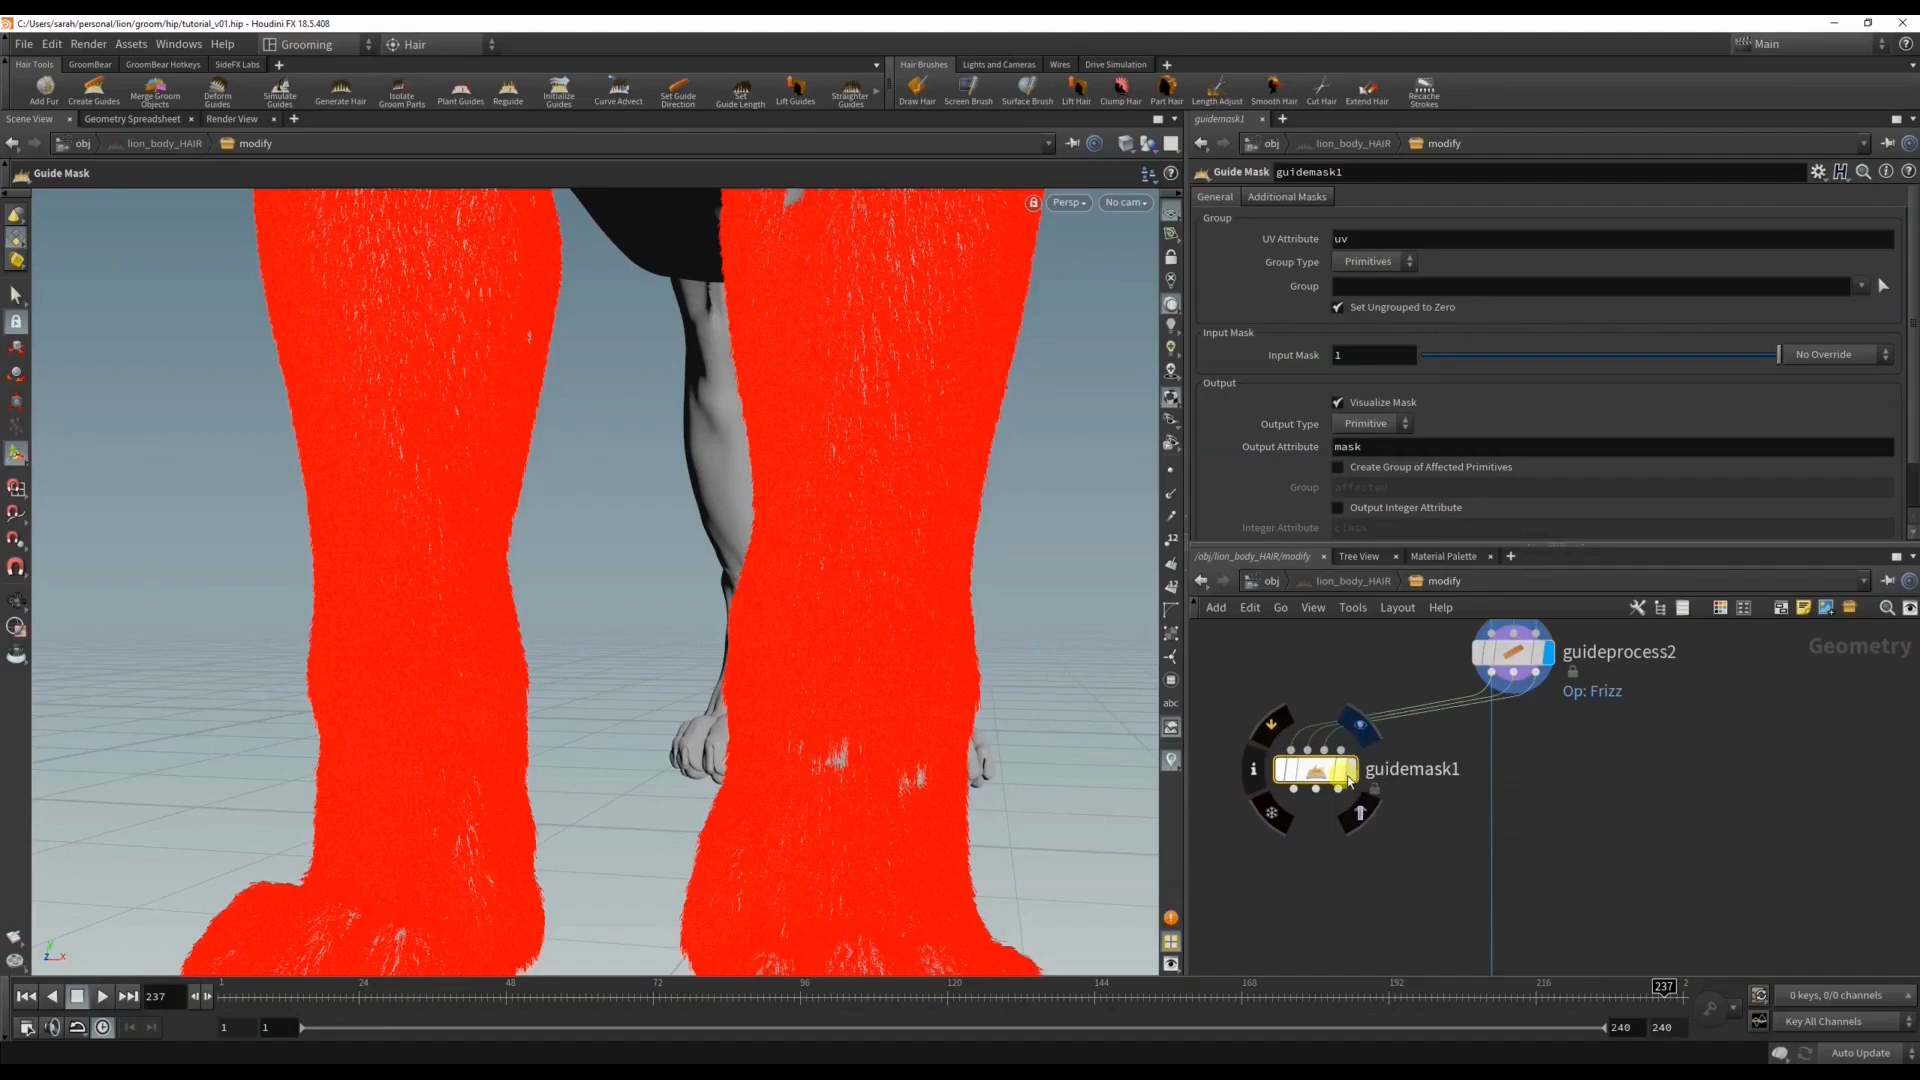 C:/Users/sarah/personal/lion/groom/hip/tutorial_v01.hip - Houdini FX 18.5.408
File Edit Render Assets Windows Help Grooming Hair Main
Hair Tools GroomBear GroomBear Hotkeys SideFX Labs
Hair Brushes Lights and Cameras Wires Drive Simulation
Add Fur Create Guides Merge Groom Objects Deform Guides Simulate Guides Generate Hair Isolate Groom Parts Plant Guides Reguide Initialize Guides Curve Advect Set Guide Direction Set Guide Length Lift Guides Straighten Guides
Draw Hair Screen Brush Surface Brush Lift Hair Clump Hair Part Hair Length Adjust Smooth Hair Cut Hair Extend Hair Recache Strokes
Scene View Geometry Spreadsheet Render View
guidemask1
obj lion_body_HAIR modify
obj lion_body_HAIR modify
Guide Mask
Guide Mask guidemask1
Persp No cam
General Additional Masks
Group
UV Attribute uv
Group Type Primitives
Group
Set Ungrouped to Zero
Input Mask
Input Mask 1 No Override
Output
Visualize Mask
Output Type Primitive
Output Attribute mask
Create Group of Affected Primitives
Group affected
Output Integer Attribute
Integer Attribute class
/obj/lion_body_HAIR/modify Tree View Material Palette
obj lion_body_HAIR modify
Add Edit Go View Tools Layout Help
Geometry
guideprocess2
Op: Frizz
guidemask1
12
12
abc
z x
237
1 24 48 72 96 120 144 168 192 216 237 2
0 keys, 0/0 channels
1 1 240 240
Key All Channels
Auto Update